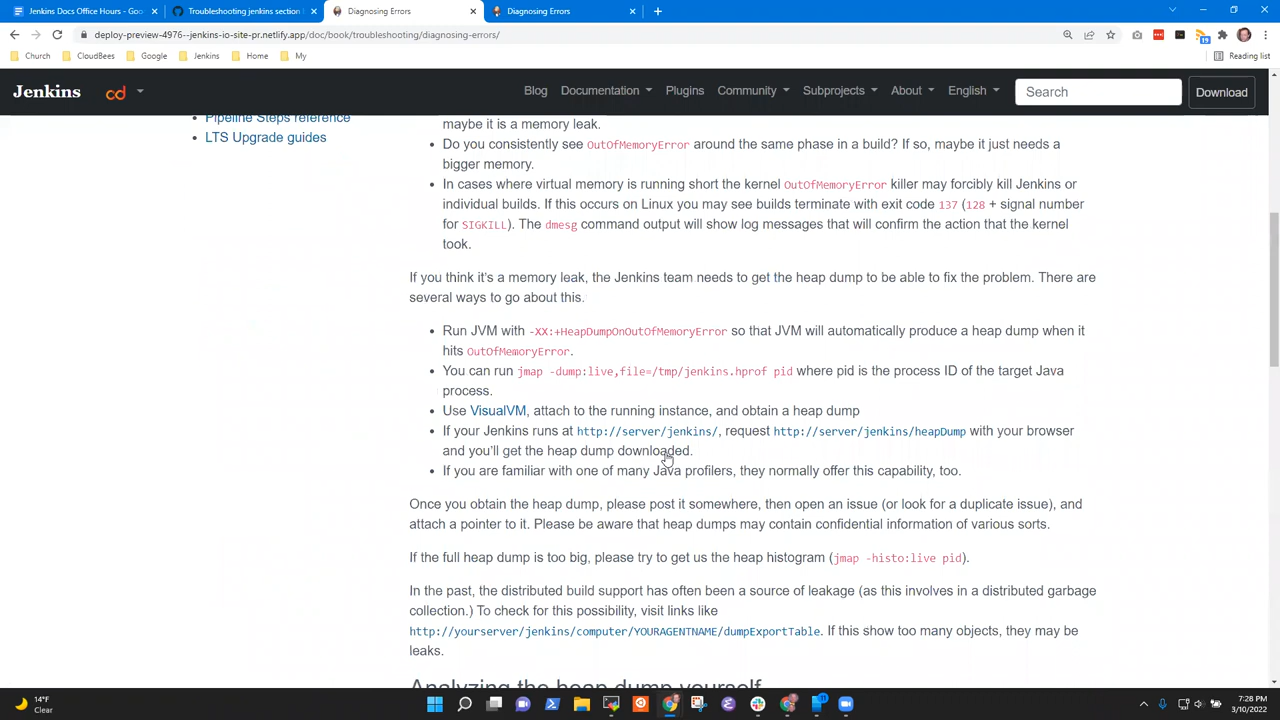 Jenkins Docs Office Hours - Goo
Troubleshooting jenkins section
Diagnosing Errors
Diagnosing Errors
deploy-preview-4976--jenkins-io-site-pr.netlify.app/doc/book/troubleshooting/diagnosing-errors/
19
Church
CloudBees
Google
Jenkins
Home
My
Reading list
Jenkins
cd
Blog
Documentation
Plugins
Community
Subprojects
About
English
Search
Download
Pipeline Steps reference
LTS Upgrade guides
maybe it is a memory leak.
Do you consistently see OutOfMemoryError around the same phase in a build? If so, maybe it just needs a
bigger memory.
In cases where virtual memory is running short the kernel OutOfMemoryError killer may forcibly kill Jenkins or
individual builds. If this occurs on Linux you may see builds terminate with exit code 137 (128 + signal number
for SIGKILL). The dmesg command output will show log messages that will confirm the action that the kernel
took.
If you think it's a memory leak, the Jenkins team needs to get the heap dump to be able to fix the problem. There are
several ways to go about this.
Run JVM with -XX:+HeapDumpOnOutOfMemoryError so that JVM will automatically produce a heap dump when it
hits OutOfMemoryError.
You can run jmap -dump:live,file=/tmp/jenkins.hprof pid where pid is the process ID of the target Java
process.
Use VisualVM, attach to the running instance, and obtain a heap dump
If your Jenkins runs at http://server/jenkins/, request http://server/jenkins/heapDump with your browser
and you'll get the heap dump downloaded.
If you are familiar with one of many Java profilers, they normally offer this capability, too.
Once you obtain the heap dump, please post it somewhere, then open an issue (or look for a duplicate issue), and
attach a pointer to it. Please be aware that heap dumps may contain confidential information of various sorts.
If the full heap dump is too big, please try to get us the heap histogram (jmap -histo:live pid).
In the past, the distributed build support has often been a source of leakage (as this involves in a distributed garbage
collection.) To check for this possibility, visit links like
http://yourserver/jenkins/computer/YOURAGENTNAME/dumpExportTable. If this show too many objects, they may be
leaks.
Analyzing the heap dump yourself
14°F
Clear
7:28 PM
3/10/2022